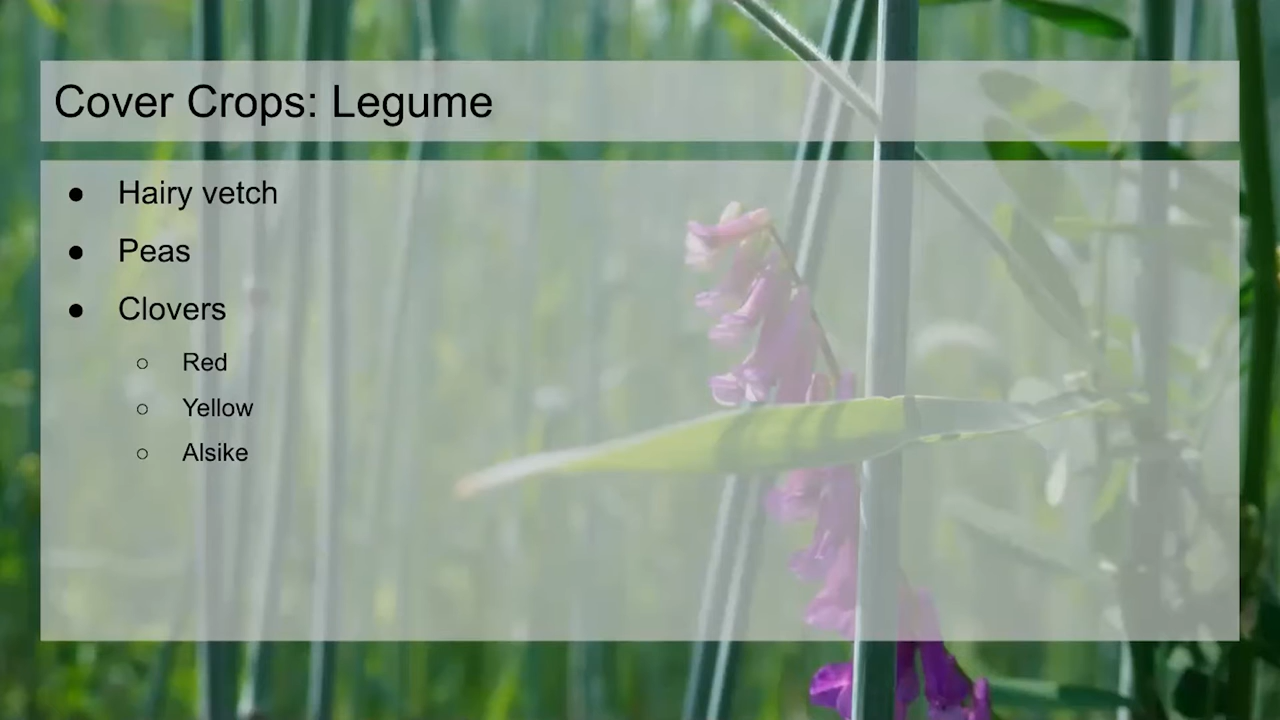 Cover Crops: Legume
● Hairy vetch
● Peas
● Clovers
○ Red
○ Yellow
○ Alsike